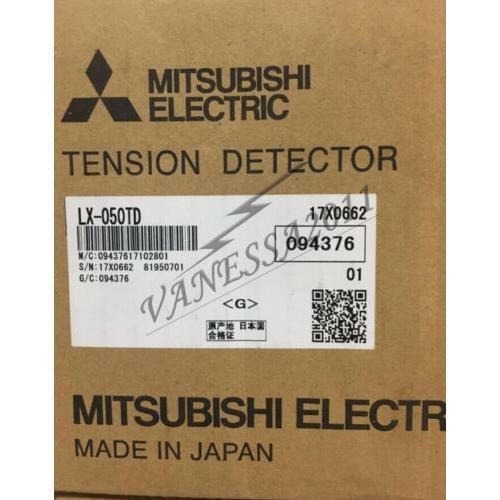 MITSUBISHI
ELECTRIC
TENSION DETECTOR
LX-050TD
17X0662
M/C:09437617102801
S/N:17X0662 81950701
G/C:094376
094376
01
<G>
原产地 日本国
合格证
VANESSA2011
MITSUBISHI ELECTR
MADE IN JAPAN